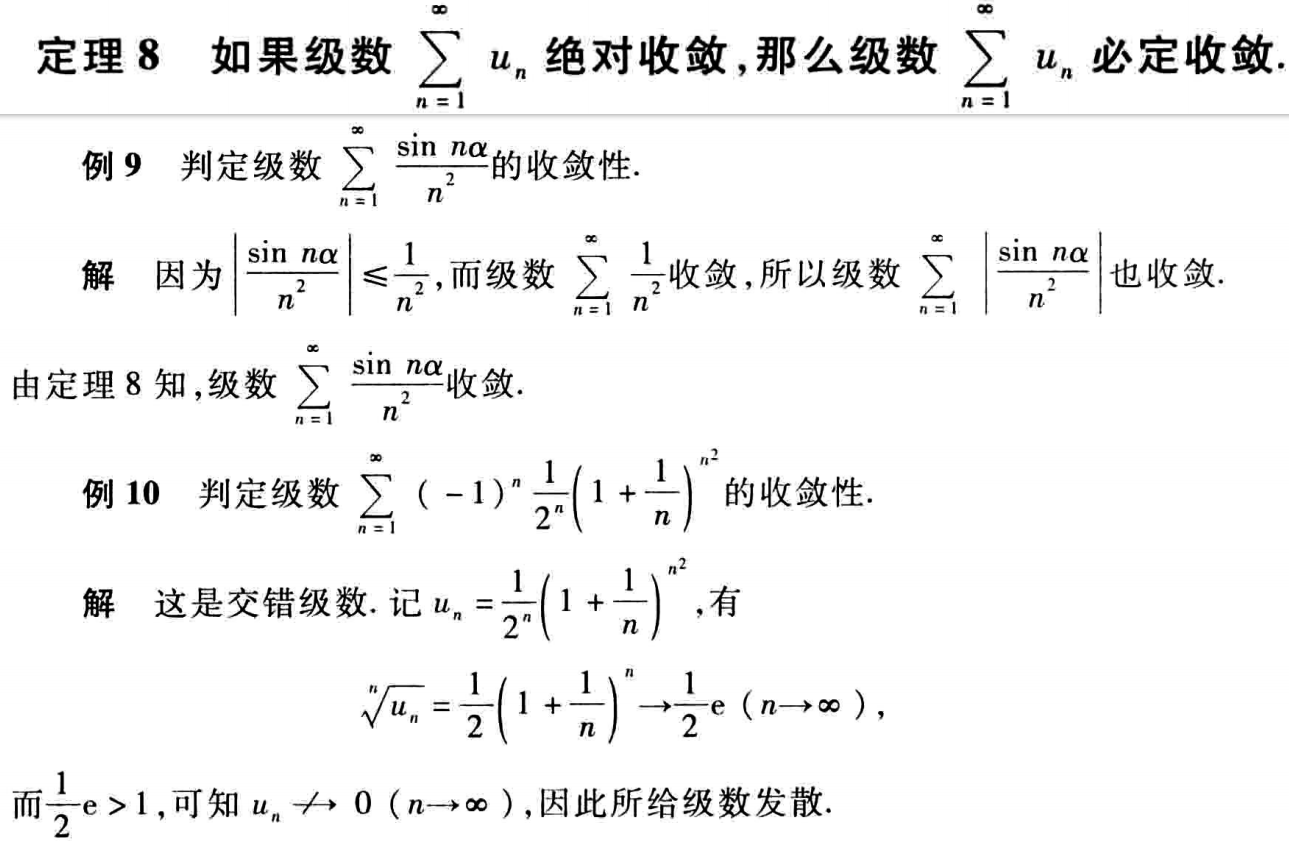 定理 8 如果级数 $\sum_{n=1}^{\infty} u_n$ 绝对收敛,那么级数 $\sum_{n=1}^{\infty} u_n$ 必定收敛.
例 9 判定级数 $\sum_{n=1}^{\infty} \frac{\sin n\alpha}{n^2}$的收敛性.
解 因为$\left|\frac{\sin n\alpha}{n^2}\right| \leq \frac{1}{n^2}$,而级数 $\sum_{n=1}^{\infty} \frac{1}{n^2}$收敛,所以级数 $\sum_{n=1}^{\infty} \left|\frac{\sin n\alpha}{n^2}\right|$也收敛.
由定理 8 知,级数 $\sum_{n=1}^{\infty} \frac{\sin n\alpha}{n^2}$收敛.
例 10 判定级数 $\sum_{n=1}^{\infty} (-1)^n \frac{1}{2^n}\left(1+\frac{1}{n}\right)^{n^2}$的收敛性.
解 这是交错级数. 记 $u_n = \frac{1}{2^n}\left(1+\frac{1}{n}\right)^{n^2}$,有
$\sqrt[n]{u_n} = \frac{1}{2}\left(1+\frac{1}{n}\right)^n \to \frac{1}{2}\mathrm{e} \ (n\to\infty),$
而$\frac{1}{2}\mathrm{e} > 1$,可知 $u_n \not\to 0 \ (n\to\infty)$,因此所给级数发散.